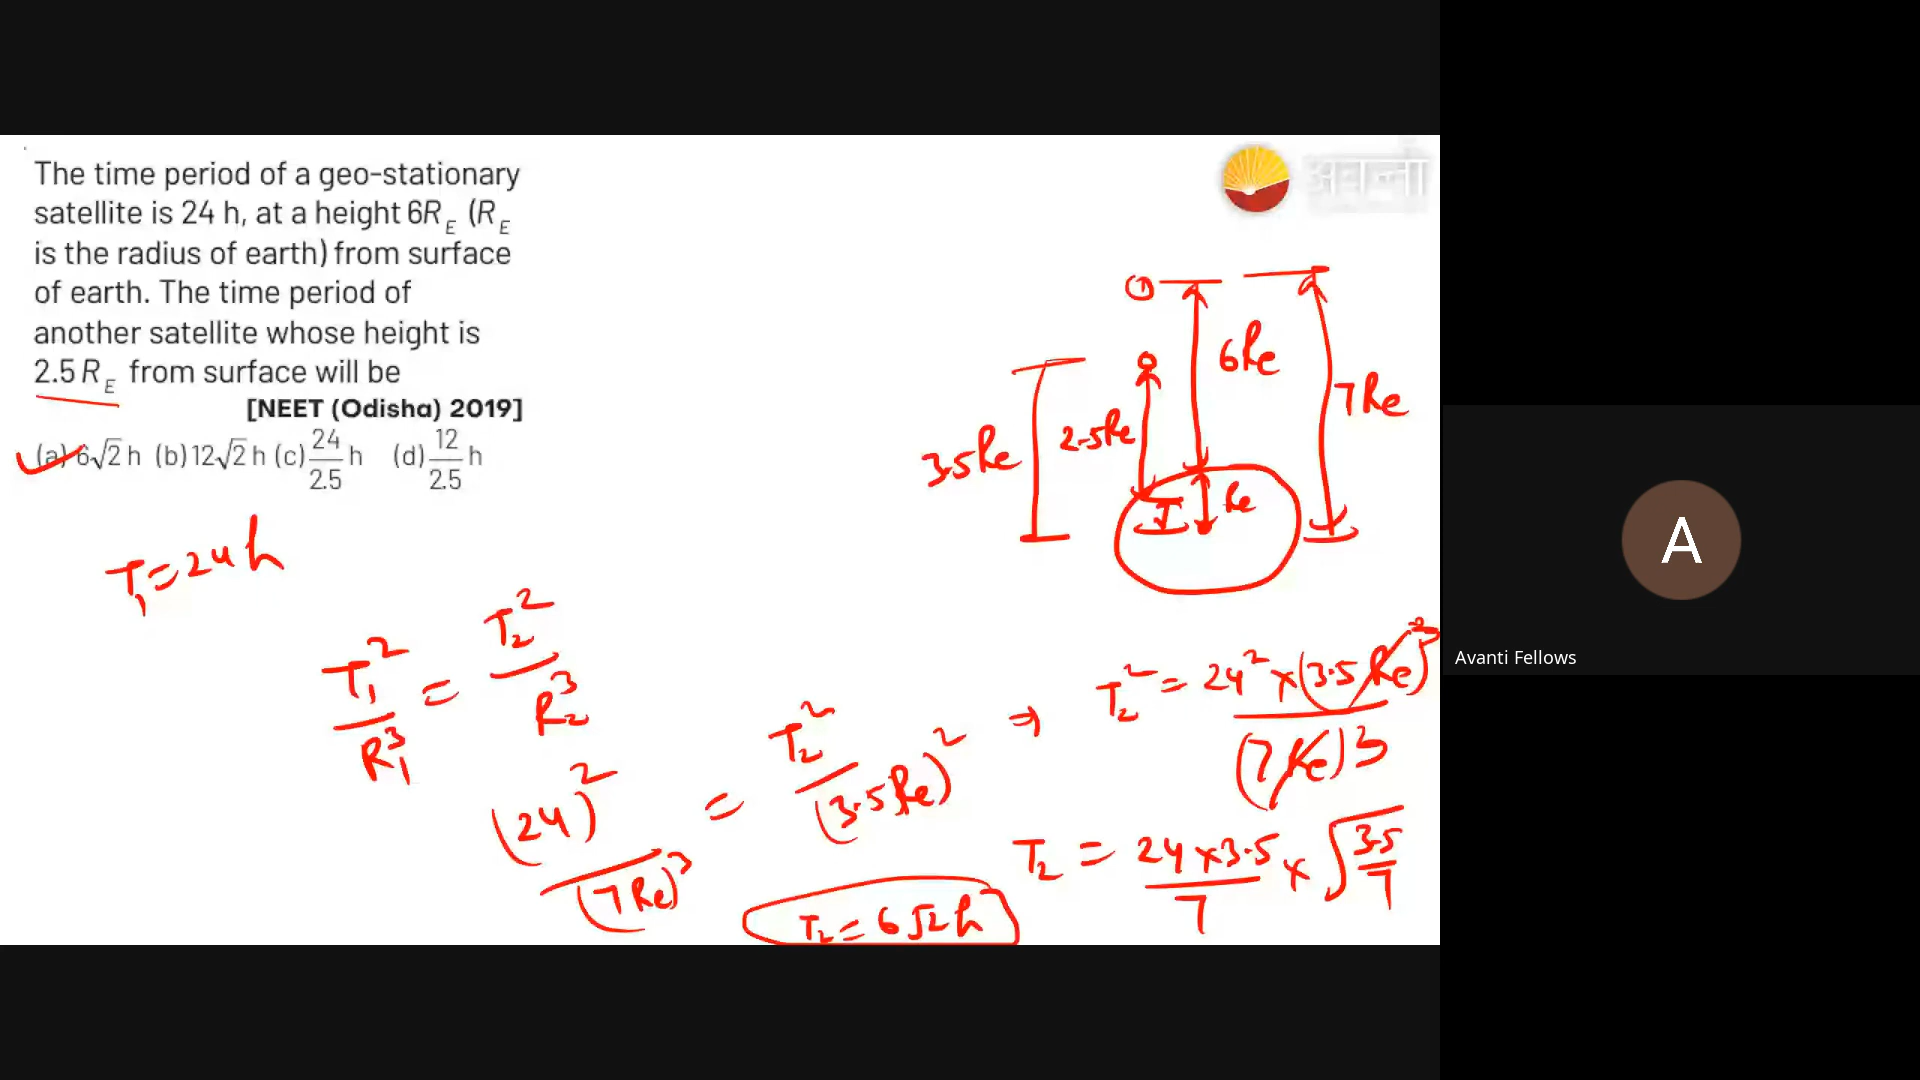 The time period of a geo-stationary
satellite is 24 h, at a height 6R_E (R_E
is the radius of earth) from surface
of earth. The time period of
another satellite whose height is
2.5 R_E from surface will be
[NEET (Odisha) 2019]
(a) 6√2 h (b) 12√2 h (c) 24/2.5 h (d) 12/2.5 h
अवन्ती
①
6Re
7Re
2.5Re
3.5Re
Re
T₁ = 24 h
T₁²/R₁³ = T₂²/R₂³
(24)²/(7Re)³ = T₂²/(3.5Re)² ⇒ T₂² = 24² × (3.5 Re)³/(7Re)3
T₂ = 24×3.5/7 × √3.5/7
T₂ = 6√2 h
A
Avanti Fellows